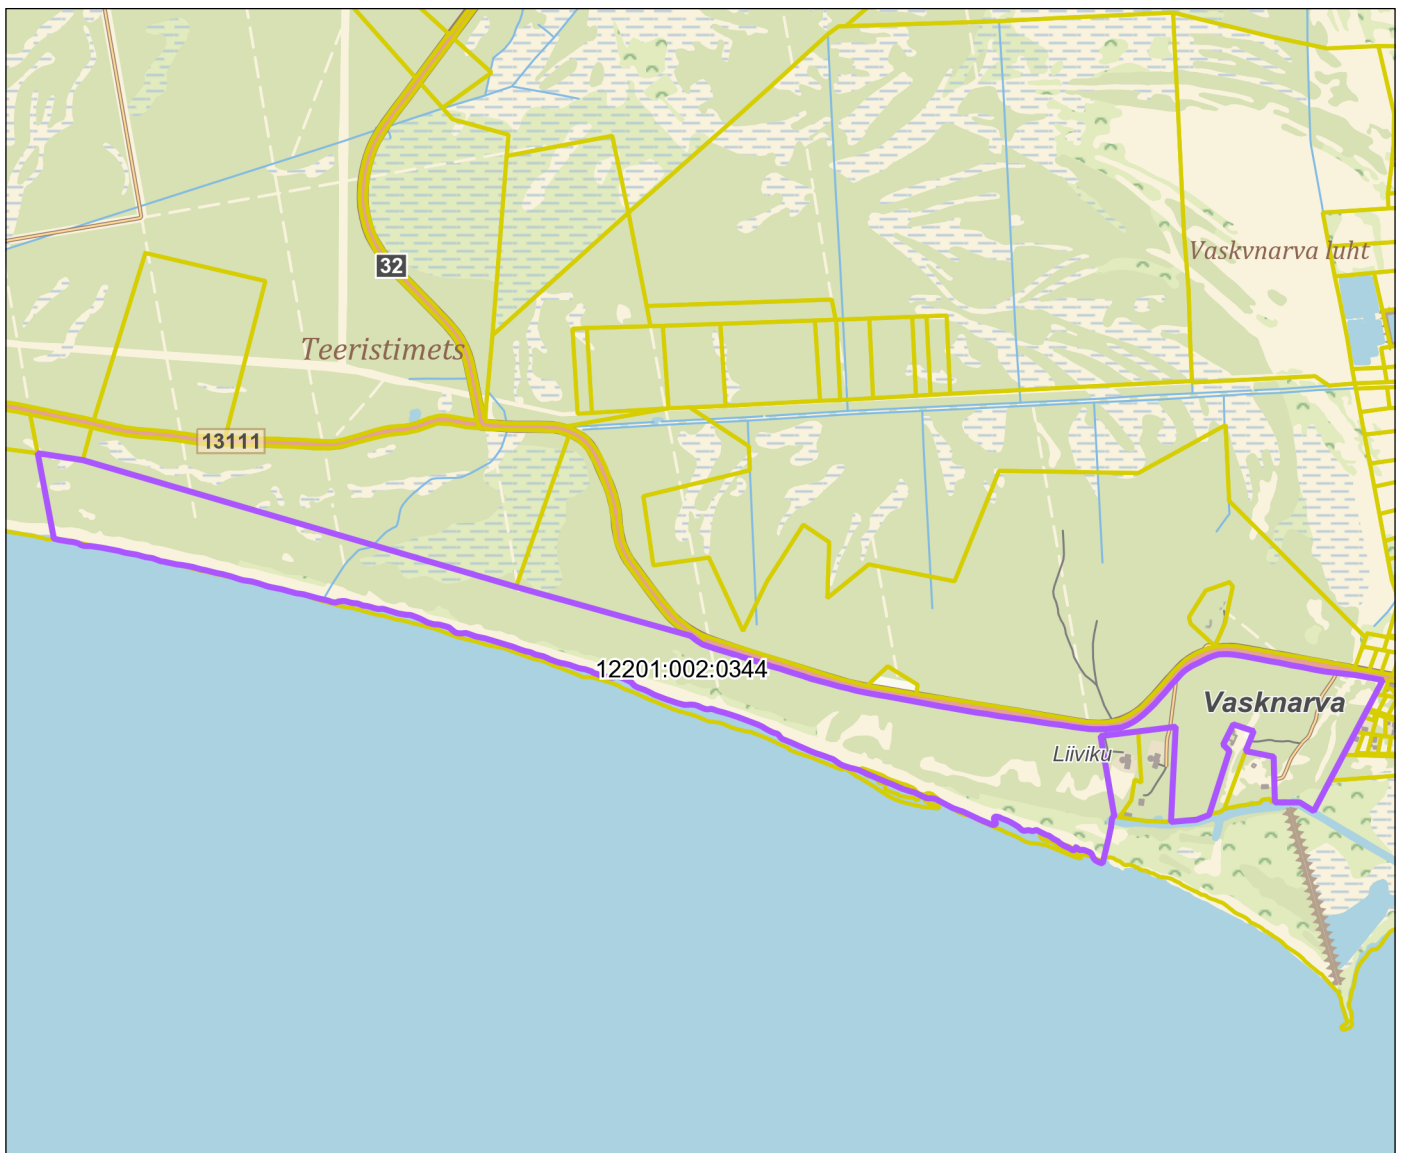 Vaskvnarva luht
32
Teeristimets
13111
12201:002:0344
Vasknarva
Liiviku